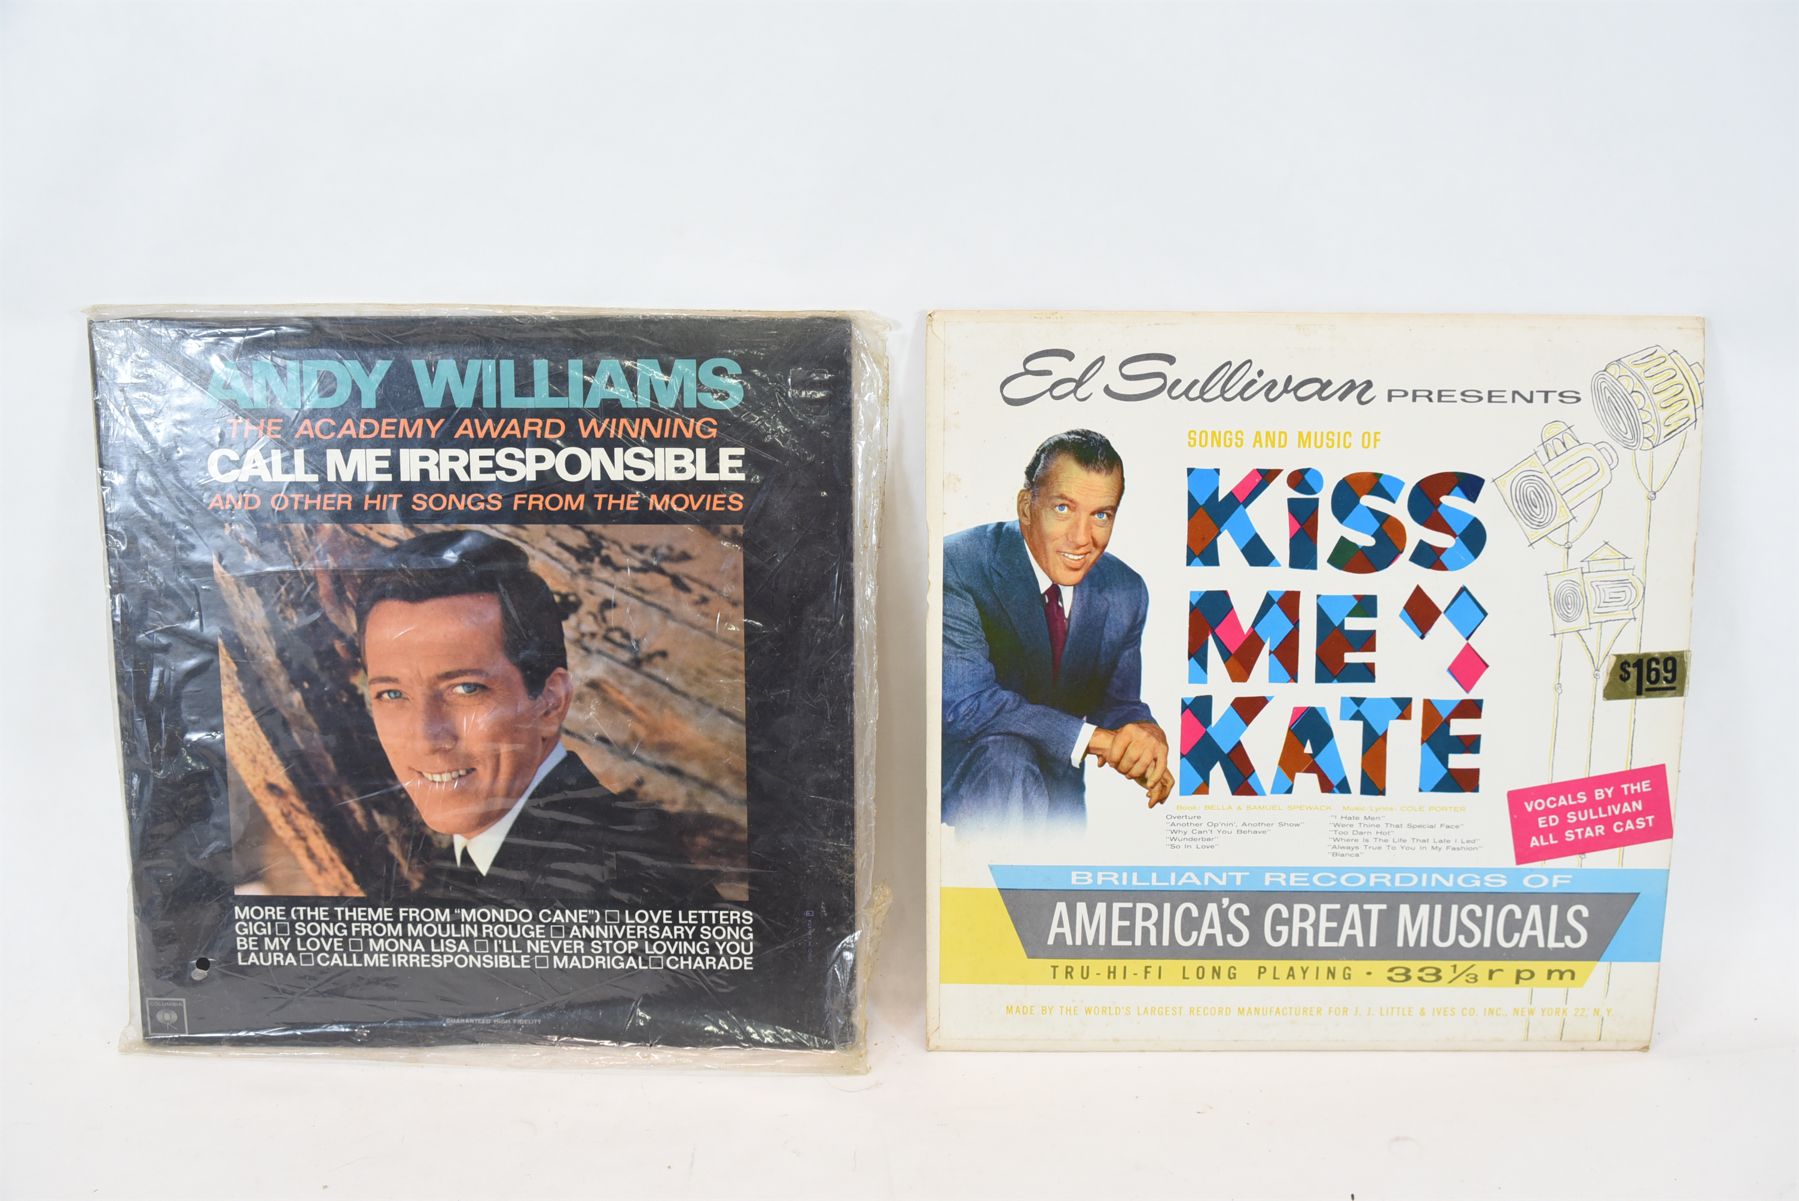 ANDY WILLIAMS
THE ACADEMY AWARD WINNING
CALL ME IRRESPONSIBLE
AND OTHER HIT SONGS FROM THE MOVIES
MORE (THE THEME FROM "MONDO CANE") □ LOVE LETTERS
GIGI □ SONG FROM MOULIN ROUGE □ ANNIVERSARY SONG
BE MY LOVE □ MONA LISA □ I'LL NEVER STOP LOVING YOU
LAURA □ CALL ME IRRESPONSIBLE □ MADRIGAL □ CHARADE
COLUMBIA
GUARANTEED HIGH FIDELITY
Ed Sullivan PRESENTS
SONGS AND MUSIC OF
KiSS
ME
KATE
$1.69
VOCALS BY THE
ED SULLIVAN
ALL STAR CAST
Book: BELLA & SAMUEL SPEWACK Music/Lyrics: COLE PORTER
Overture
"Another Op'nin', Another Show"
"Why Can't You Behave"
"Wunderbar"
"So In Love"
"I Hate Men"
"Were Thine That Special Face"
"Too Darn Hot"
"Where Is The Life That Late I Led"
"Always True To You In My Fashion"
"Bianca"
BRILLIANT RECORDINGS OF
AMERICA'S GREAT MUSICALS
TRU-HI-FI LONG PLAYING · 33 1/3 rpm
MADE BY THE WORLD'S LARGEST RECORD MANUFACTURER FOR J. J. LITTLE & IVES CO. INC., NEW YORK 22, N.Y.